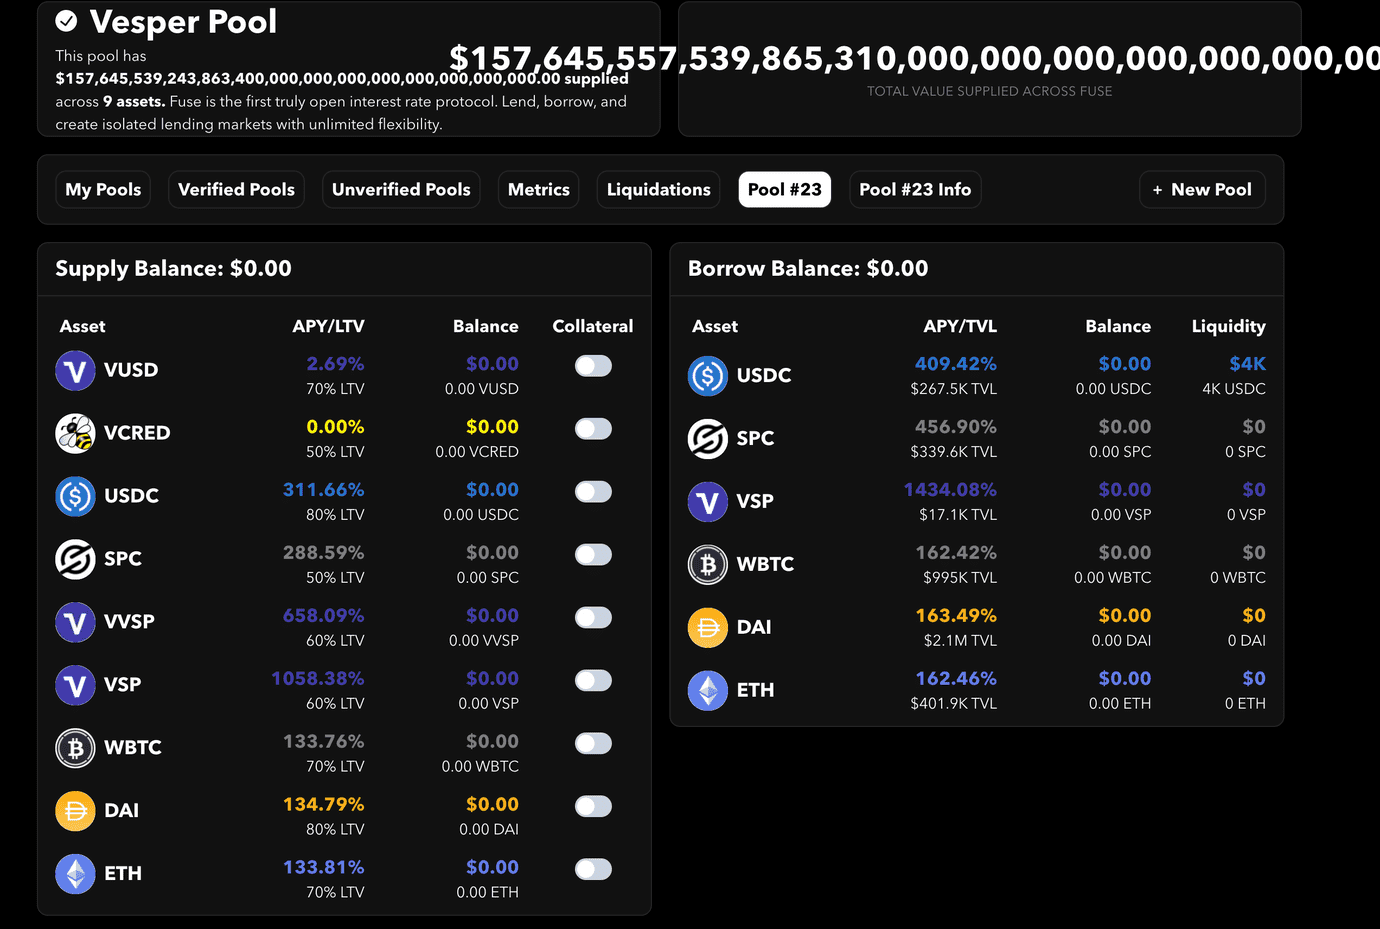 Vesper Pool
This pool has
$157,645,539,243,863,400,000,000,000,000,000,000,000,000.00 supplied
across 9 assets. Fuse is the first truly open interest rate protocol. Lend, borrow, and
create isolated lending markets with unlimited flexibility.
$157,645,557,539,865,310,000,000,000,000,000,000,00
TOTAL VALUE SUPPLIED ACROSS FUSE
My Pools Verified Pools Unverified Pools Metrics Liquidations Pool #23 Pool #23 Info + New Pool
Supply Balance: $0.00
Asset APY/LTV Balance Collateral
VUSD 2.69% $0.00
70% LTV 0.00 VUSD
VCRED 0.00% $0.00
50% LTV 0.00 VCRED
USDC 311.66% $0.00
80% LTV 0.00 USDC
SPC 288.59% $0.00
50% LTV 0.00 SPC
VVSP 658.09% $0.00
60% LTV 0.00 VVSP
VSP 1058.38% $0.00
60% LTV 0.00 VSP
WBTC 133.76% $0.00
70% LTV 0.00 WBTC
DAI 134.79% $0.00
80% LTV 0.00 DAI
ETH 133.81% $0.00
70% LTV 0.00 ETH
Borrow Balance: $0.00
Asset APY/TVL Balance Liquidity
USDC 409.42% $0.00 $4K
$267.5K TVL 0.00 USDC 4K USDC
SPC 456.90% $0.00 $0
$339.6K TVL 0.00 SPC 0 SPC
VSP 1434.08% $0.00 $0
$17.1K TVL 0.00 VSP 0 VSP
WBTC 162.42% $0.00 $0
$995K TVL 0.00 WBTC 0 WBTC
DAI 163.49% $0.00 $0
$2.1M TVL 0.00 DAI 0 DAI
ETH 162.46% $0.00 $0
$401.9K TVL 0.00 ETH 0 ETH